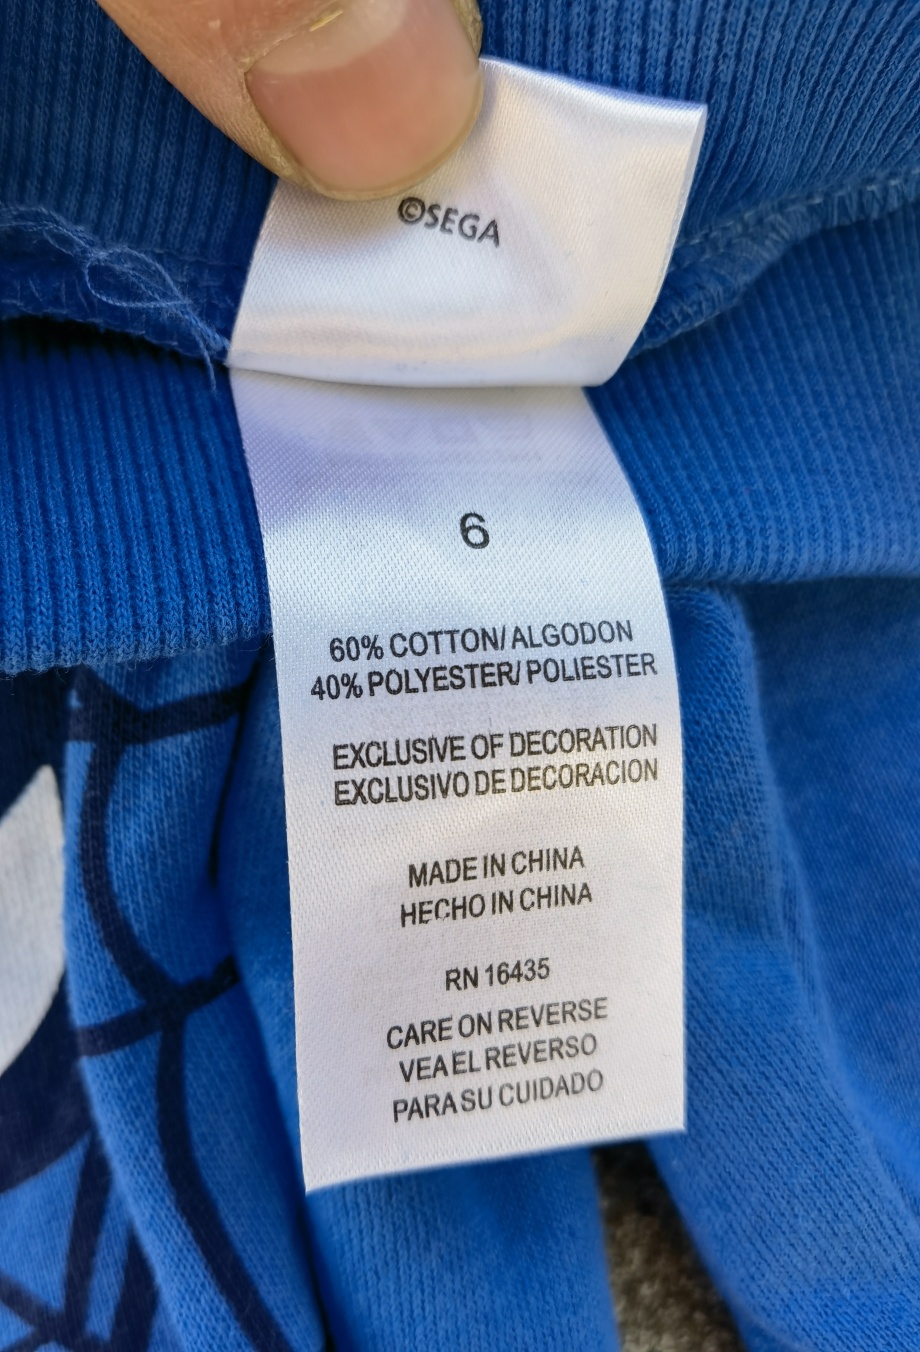 ©SEGA
6
60% COTTON/ ALGODON
40% POLYESTER/ POLIESTER
EXCLUSIVE OF DECORATION
EXCLUSIVO DE DECORACION
MADE IN CHINA
HECHO IN CHINA
RN 16435
CARE ON REVERSE
VEA EL REVERSO
PARA SU CUIDADO